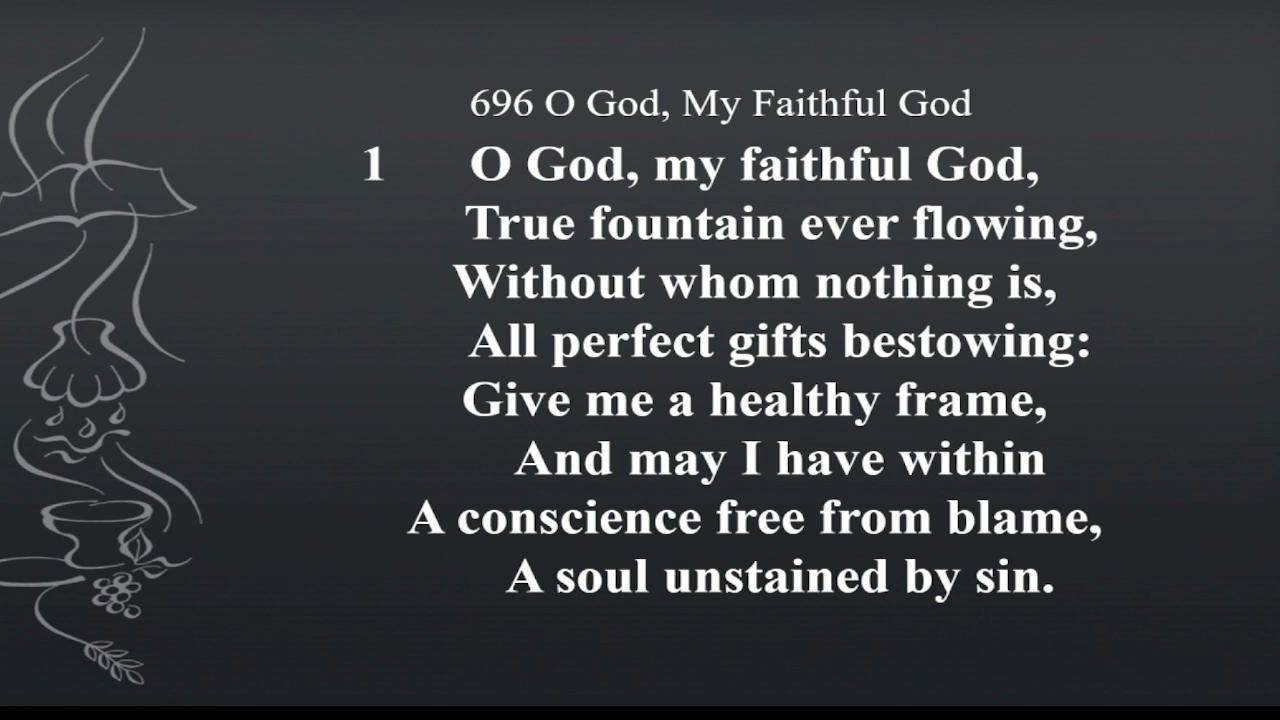 696 O God, My Faithful God
1 O God, my faithful God,
True fountain ever flowing,
Without whom nothing is,
All perfect gifts bestowing:
Give me a healthy frame,
And may I have within
A conscience free from blame,
A soul unstained by sin.